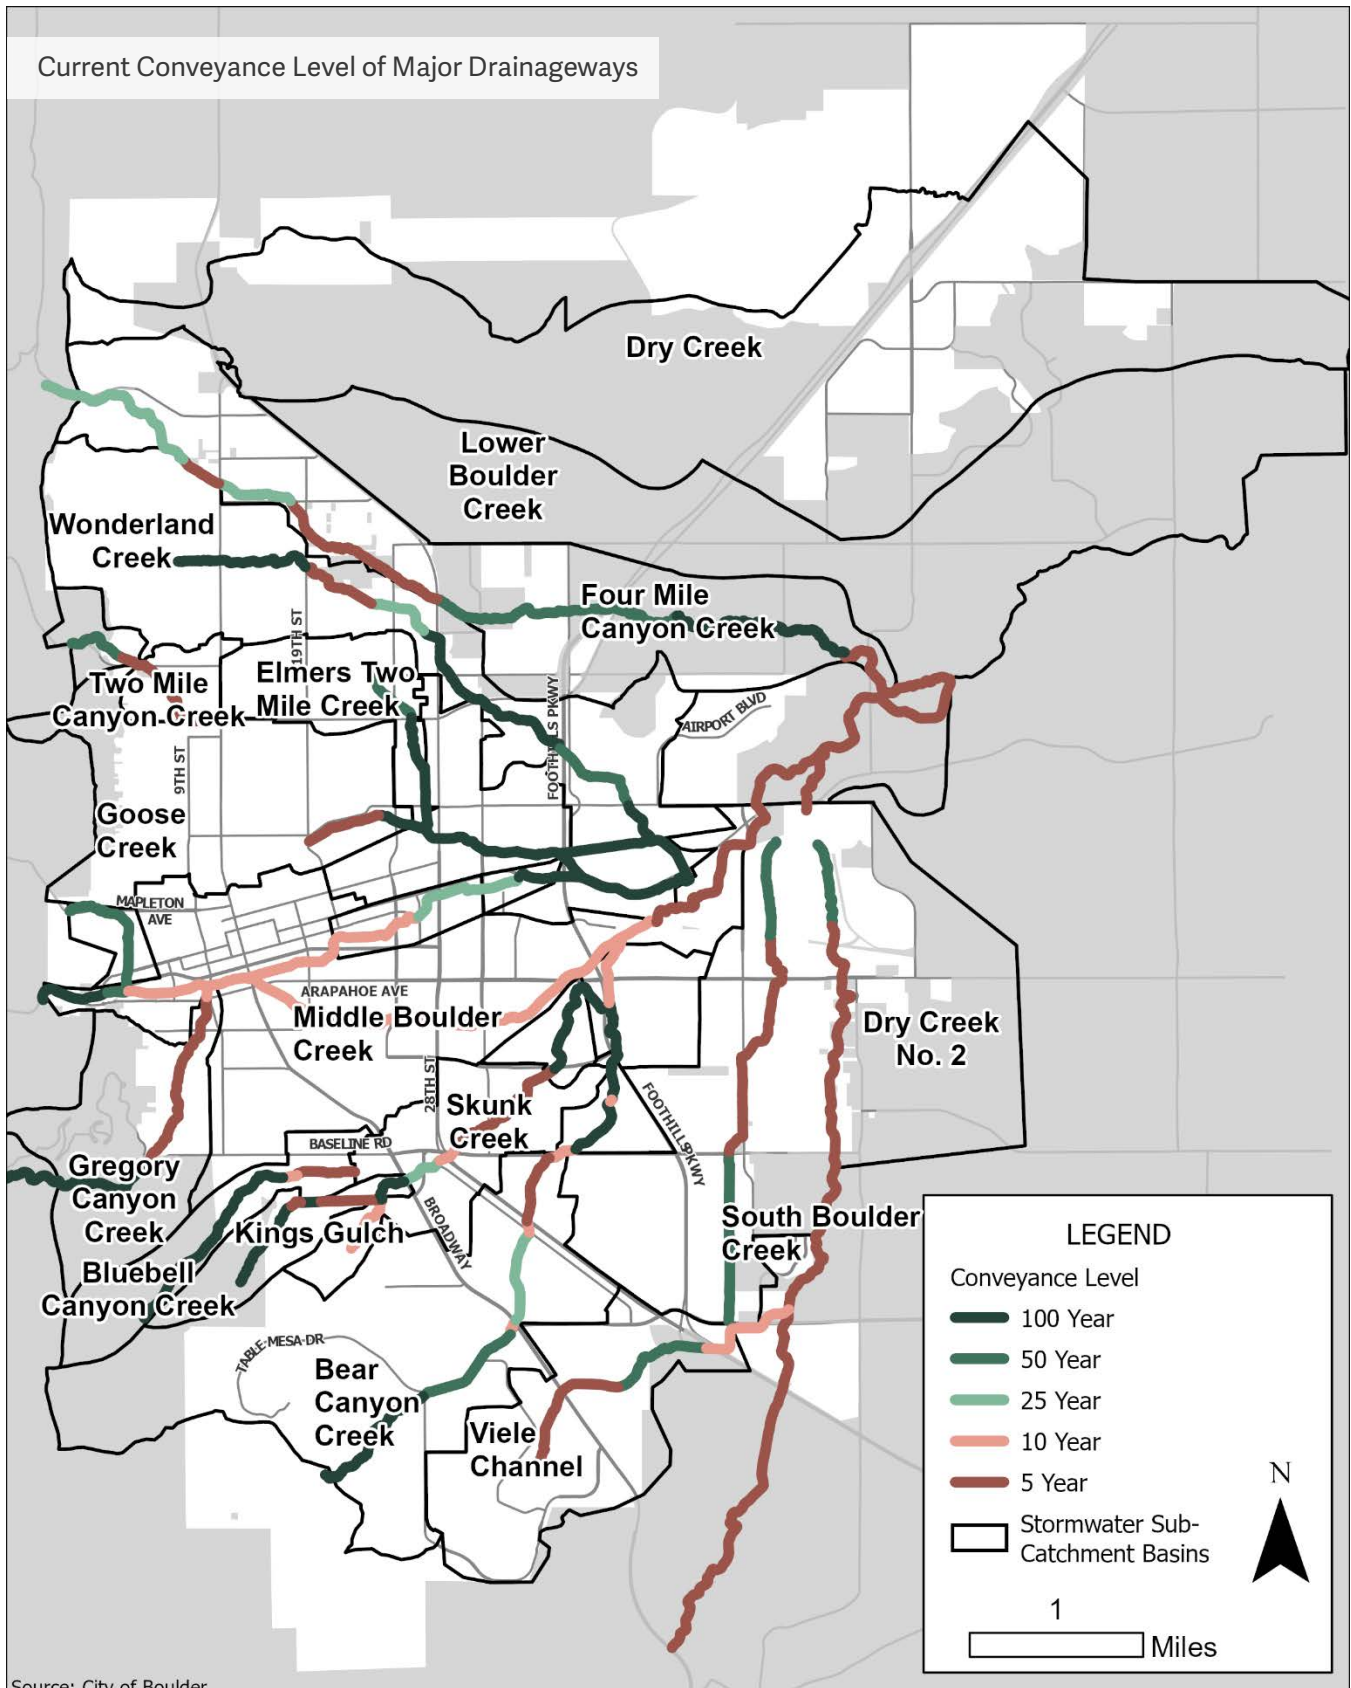 Current Conveyance Level of Major Drainageways
Dry Creek
Lower
Boulder
Creek
Wonderland
Creek
Four Mile
Canyon Creek
19TH ST
Elmers Two
Mile Creek
Two Mile
Canyon Creek
FOOTHILLS PKWY
AIRPORT BLVD
9TH ST
Goose
Creek
MAPLETON
AVE
ARAPAHOE AVE
Middle Boulder
Creek
Dry Creek
No. 2
28TH ST
Skunk
Creek
FOOTHILLS PKWY
BASELINE RD
Gregory
Canyon
Creek
Kings Gulch
BROADWAY
South Boulder
Creek
Bluebell
Canyon Creek
TABLE MESA DR
Bear
Canyon
Creek
Viele
Channel
LEGEND
Conveyance Level
100 Year
50 Year
25 Year
10 Year
5 Year
Stormwater Sub-
Catchment Basins
N
1
Miles
Source: City of Boulder